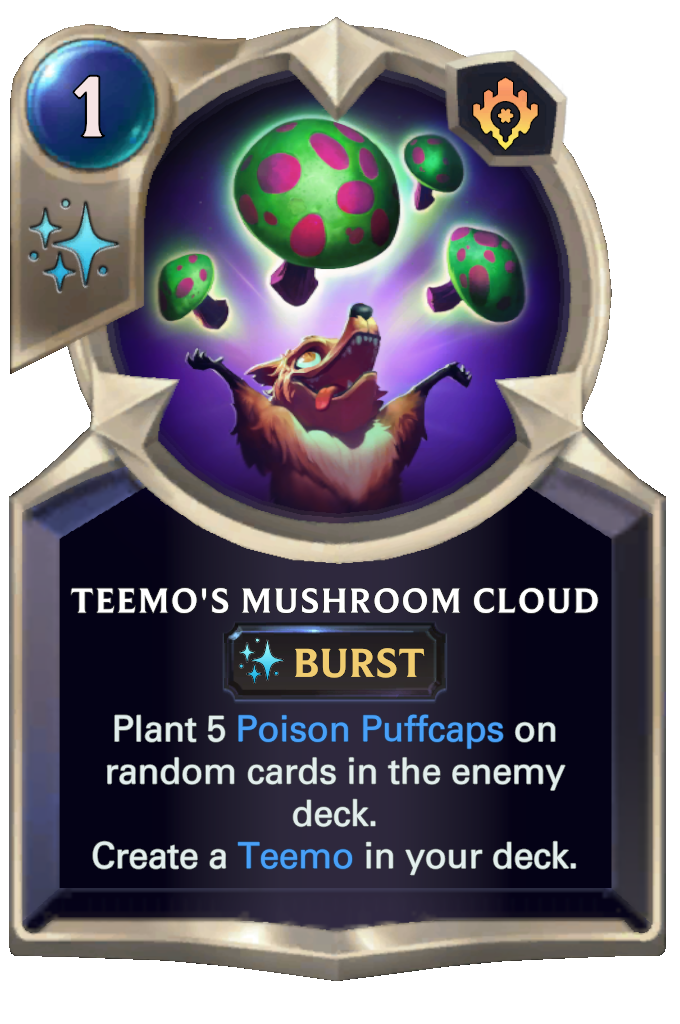 1
TEEMO'S MUSHROOM CLOUD
BURST
Plant 5 Poison Puffcaps on
random cards in the enemy
deck.
Create a Teemo in your deck.